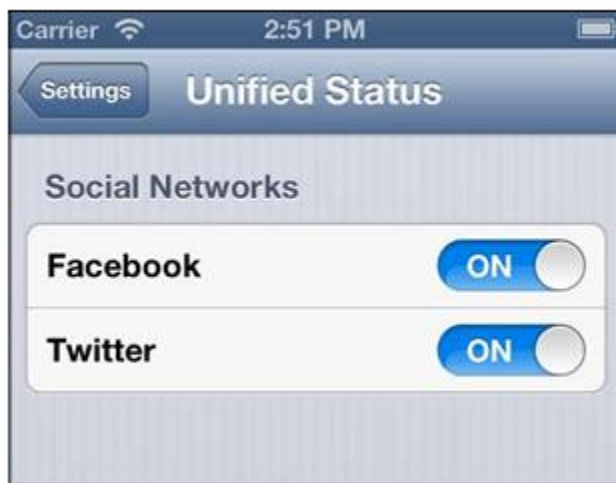 Carrier 2:51 PM
Settings Unified Status
Social Networks
Facebook ON
Twitter ON